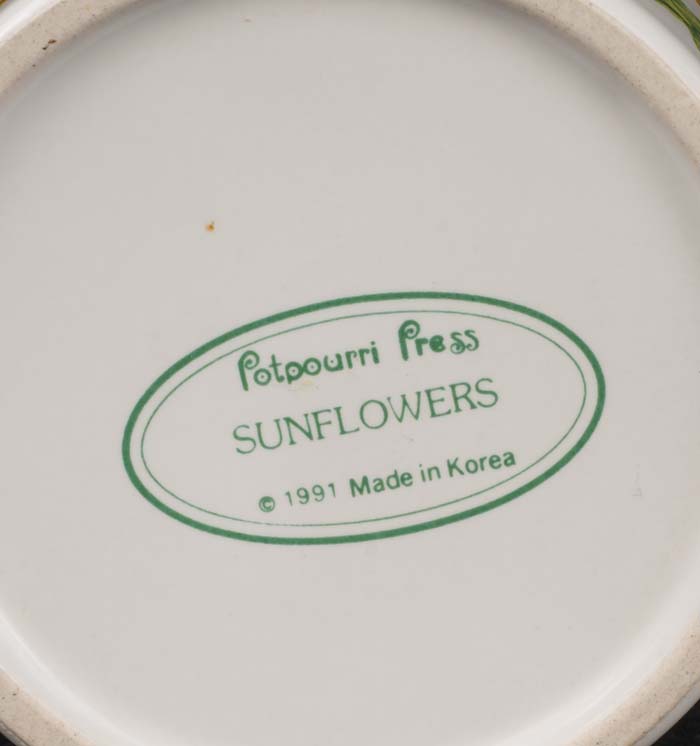 Potpourri Press
SUNFLOWERS
© 1991 Made in Korea